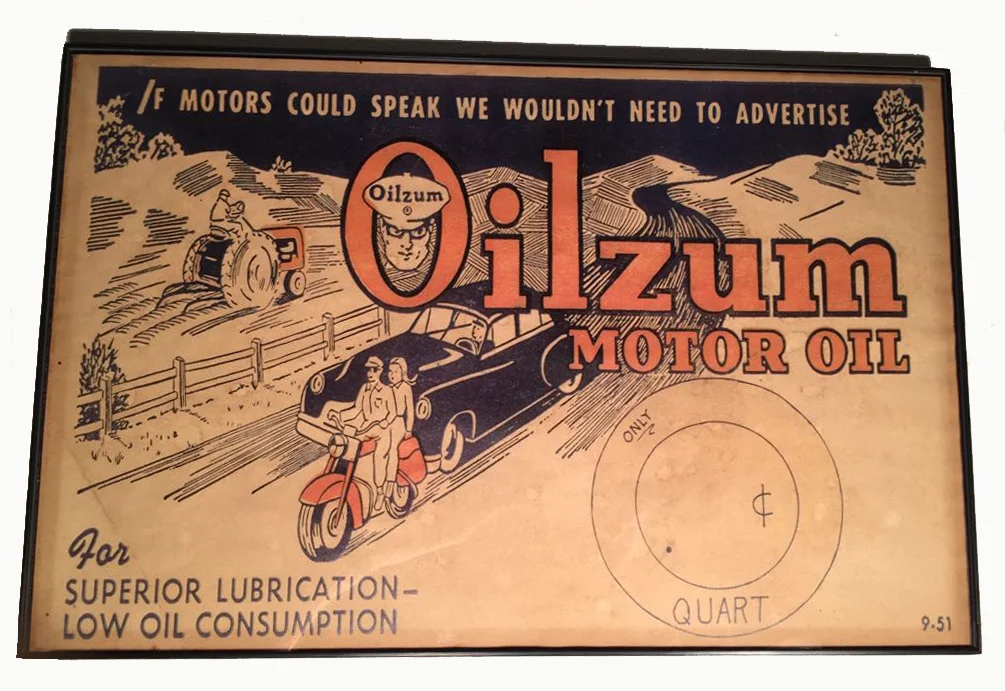 IF MOTORS COULD SPEAK WE WOULDN'T NEED TO ADVERTISE
Oilzum
Oilzum
MOTOR OIL
ONLY
¢
QUART
For
SUPERIOR LUBRICATION–
LOW OIL CONSUMPTION
9-51